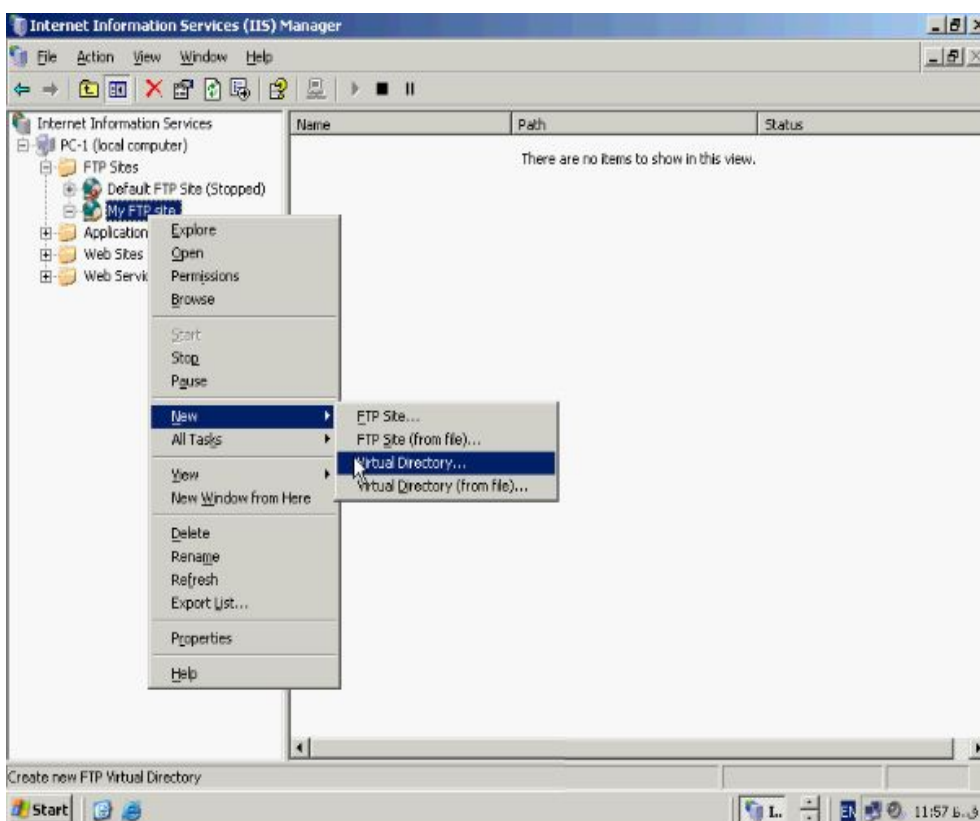 Internet Information Services (IIS) Manager
File Action View Window Help
Internet Information Services
PC-1 (local computer)
FTP Sites
Default FTP Site (Stopped)
My FTP site
Application
Web Sites
Web Servic
Name Path Status
There are no items to show in this view.
Explore
Open
Permissions
Browse
Start
Stop
Pause
New
All Tasks
View
New Window from Here
Delete
Rename
Refresh
Export List...
Properties
Help
FTP Site...
FTP Site (from file)...
Virtual Directory...
Virtual Directory (from file)...
Create new FTP Virtual Directory
Start
I...
EN
11:57